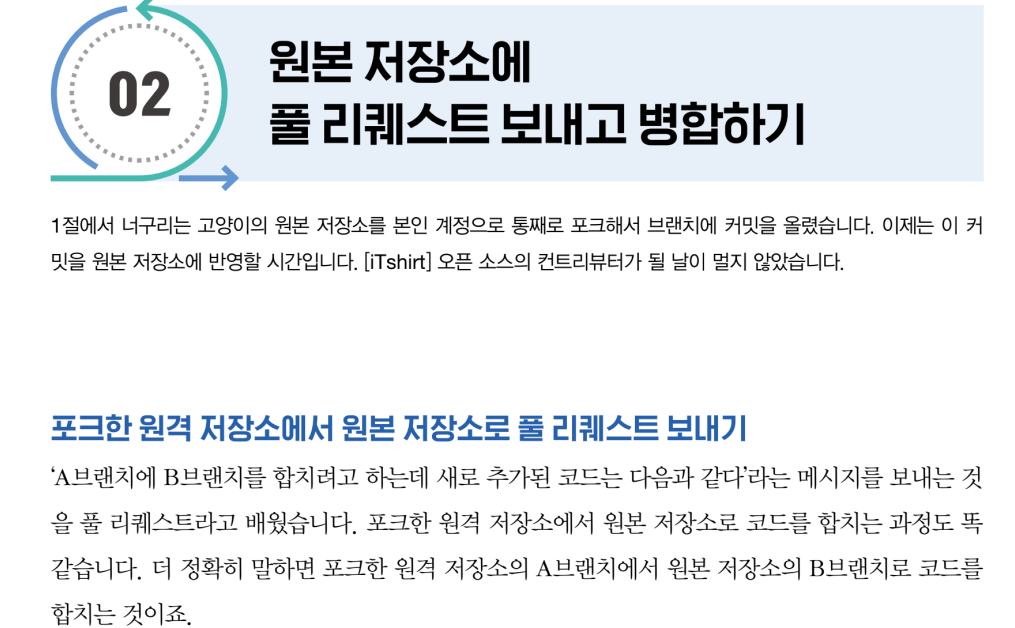 02
원본 저장소에
풀 리퀘스트 보내고 병합하기
1절에서 너구리는 고양이의 원본 저장소를 본인 계정으로 통째로 포크해서 브랜치에 커밋을 올렸습니다. 이제는 이 커
밋을 원본 저장소에 반영할 시간입니다. [iTshirt] 오픈 소스의 컨트리뷰터가 될 날이 멀지 않았습니다.
포크한 원격 저장소에서 원본 저장소로 풀 리퀘스트 보내기
‘A브랜치에 B브랜치를 합치려고 하는데 새로 추가된 코드는 다음과 같다’라는 메시지를 보내는 것
을 풀 리퀘스트라고 배웠습니다. 포크한 원격 저장소에서 원본 저장소로 코드를 합치는 과정도 똑
같습니다. 더 정확히 말하면 포크한 원격 저장소의 A브랜치에서 원본 저장소의 B브랜치로 코드를
합치는 것이죠.